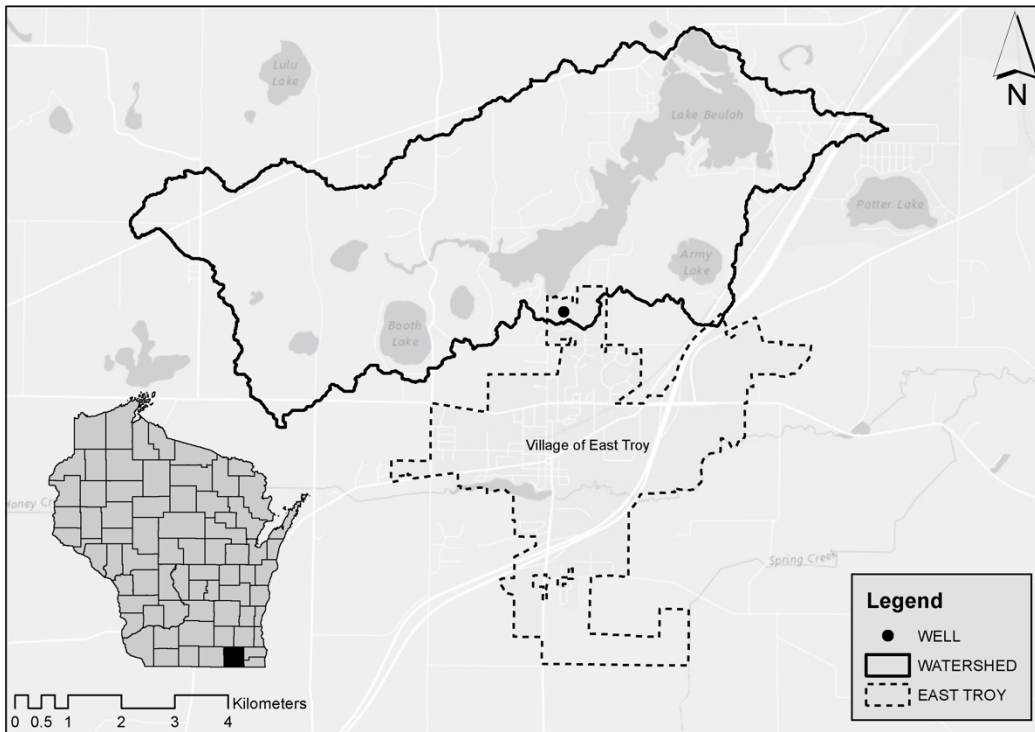 Lulu
Lake
Lake Beulah
N
Potter Lake
Army
Lake
Booth
Lake
Village of East Troy
Honey Cr
Spring Creek
Legend
WELL
WATERSHED
EAST TROY
Kilometers
0 0.5 1 2 3 4